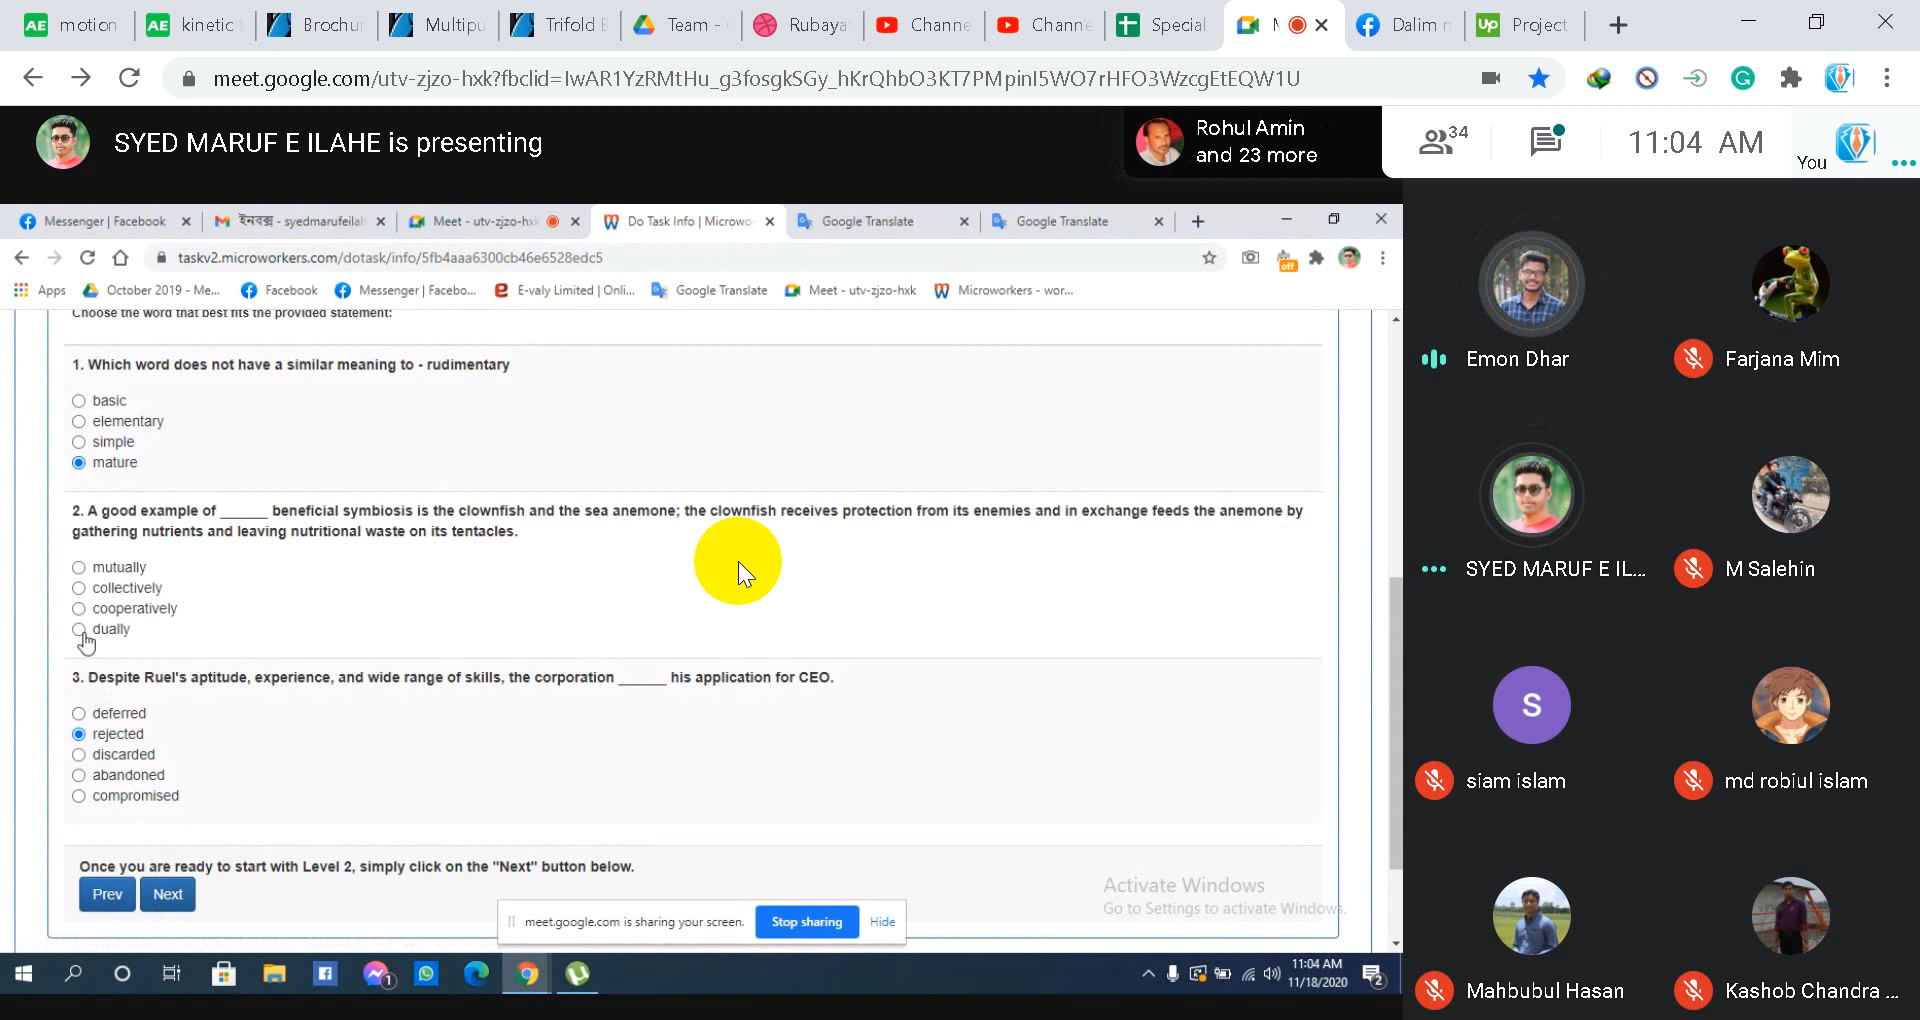 motion
kinetic
Brochur
Multipu
Trifold B
Team -
Rubaya
Channe
Channe
Special
Dalim m
Project
meet.google.com/utv-zjzo-hxk?fbclid=IwAR1YzRMtHu_g3fosgkSGy_hKrQhbO3KT7PMpinI5WO7rHFO3WzcgEtEQW1U
SYED MARUF E ILAHE is presenting
Rohul Amin
and 23 more
34
11:04 AM
You
Messenger | Facebook
ইনবক্স - syedmarufeilah
Meet - utv-zjzo-hxk
Do Task Info | Microwo
Google Translate
Google Translate
taskv2.microworkers.com/dotask/info/5fb4aaa6300cb46e6528edc5
off
Apps
October 2019 - Me...
Facebook
Messenger | Facebo...
E-valy Limited | Onli...
Google Translate
Meet - utv-zjzo-hxk
Microworkers - wor...
Choose the word that best fits the provided statement:
1. Which word does not have a similar meaning to - rudimentary
basic
elementary
simple
mature
2. A good example of ______ beneficial symbiosis is the clownfish and the sea anemone; the clownfish receives protection from its enemies and in exchange feeds the anemone by
gathering nutrients and leaving nutritional waste on its tentacles.
mutually
collectively
cooperatively
dually
3. Despite Ruel's aptitude, experience, and wide range of skills, the corporation ______ his application for CEO.
deferred
rejected
discarded
abandoned
compromised
Once you are ready to start with Level 2, simply click on the "Next" button below.
Prev
Next
Activate Windows
Go to Settings to activate Windows.
meet.google.com is sharing your screen.
Stop sharing
Hide
1
11:04 AM
11/18/2020
2
Emon Dhar
Farjana Mim
SYED MARUF E IL...
M Salehin
S
siam islam
md robiul islam
Mahbubul Hasan
Kashob Chandra ...